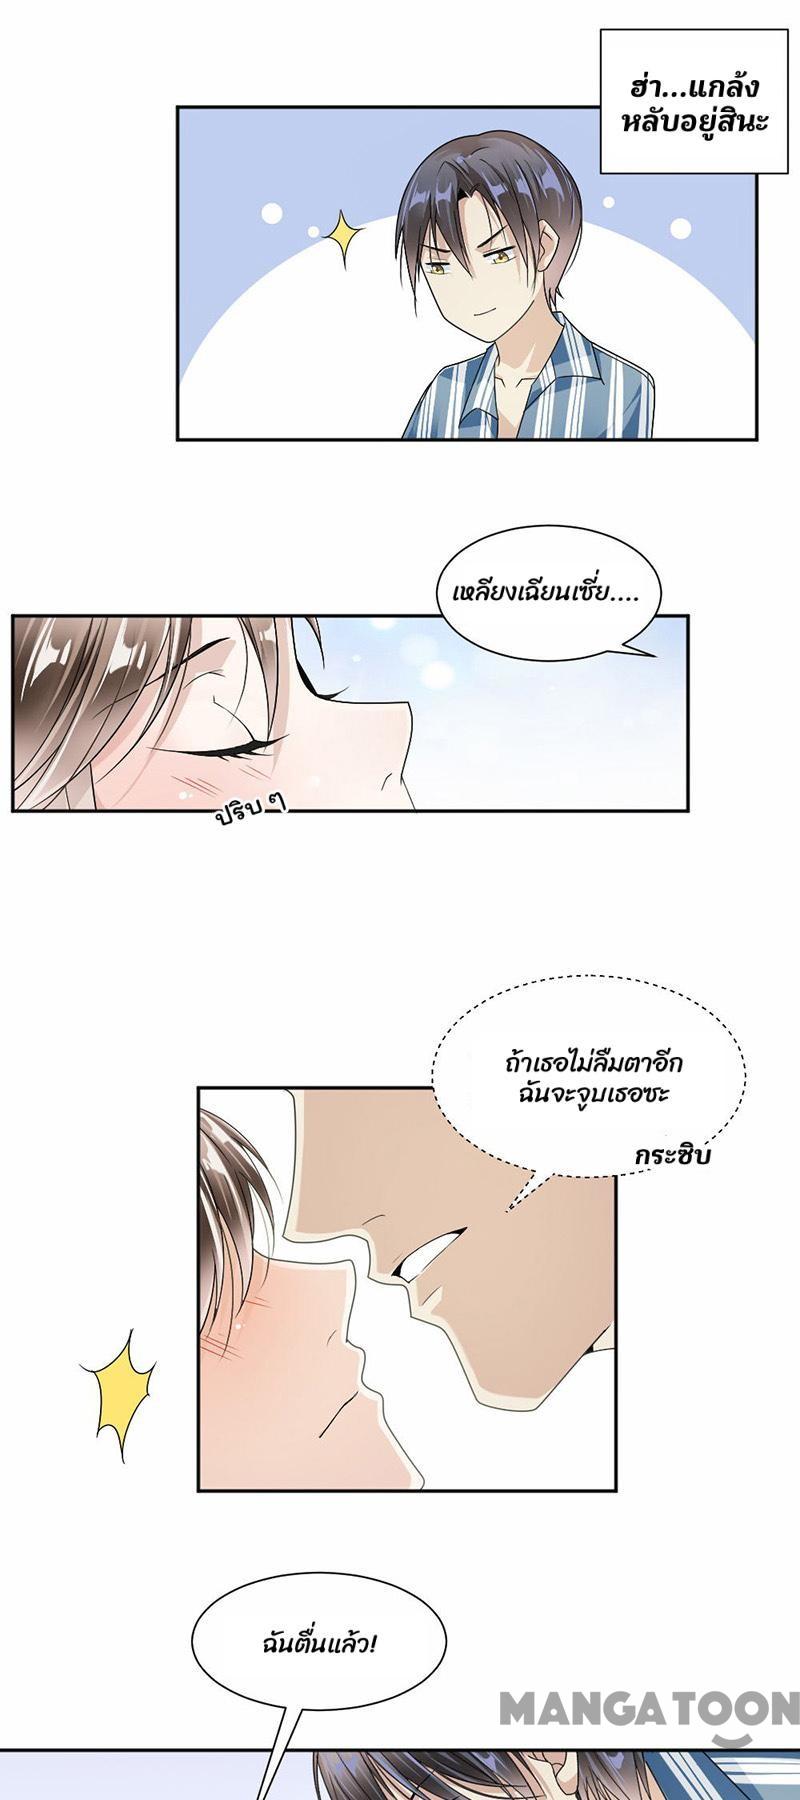 ฮ่า...แกล้ง
หลับอยู่สินะ
เหลียงเฉียนเซี่ย....
ปริบ ๆ
ถ้าเธอไม่ลืมตาอีก
ฉันจะจูบเธอซะ
กระซิบ
ฉันตื่นแล้ว!
MANGATOON